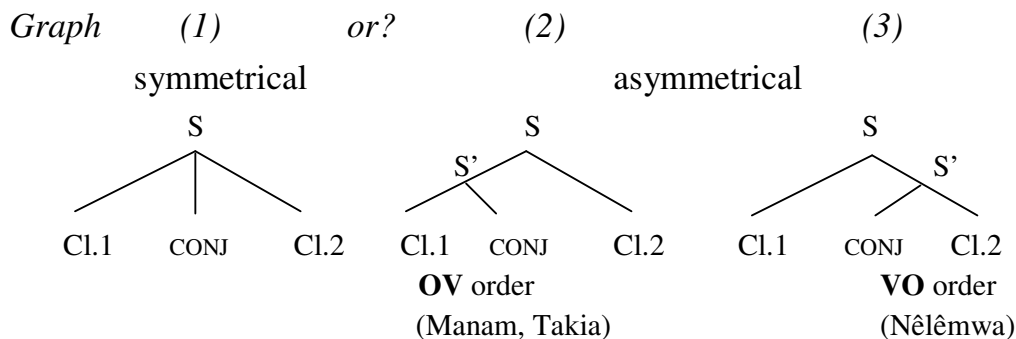 Graph (1) or? (2) (3)
symmetrical asymmetrical
S S S
S’ S’
Cl.1 CONJ Cl.2 Cl.1 CONJ Cl.2 Cl.1 CONJ Cl.2
OV order VO order
(Manam, Takia) (Nêlêmwa)